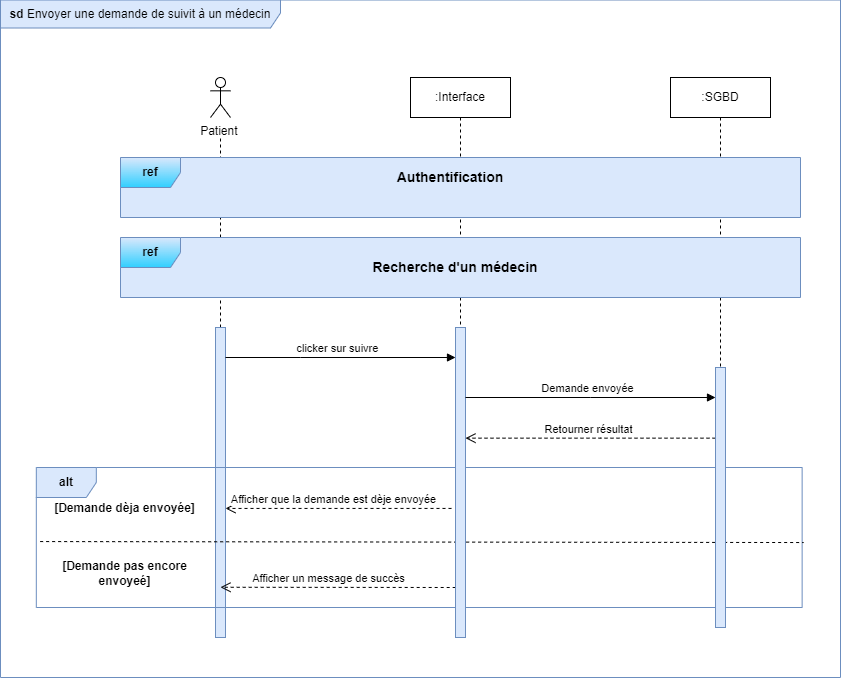 sd Envoyer une demande de suivit à un médecin
Patient
:Interface
:SGBD
ref
Authentification
ref
Recherche d'un médecin
clicker sur suivre
Demande envoyée
Retourner résultat
alt
Afficher que la demande est dèje envoyée
[Demande dèja envoyée]
[Demande pas encore
envoyeé]
Afficher un message de succès